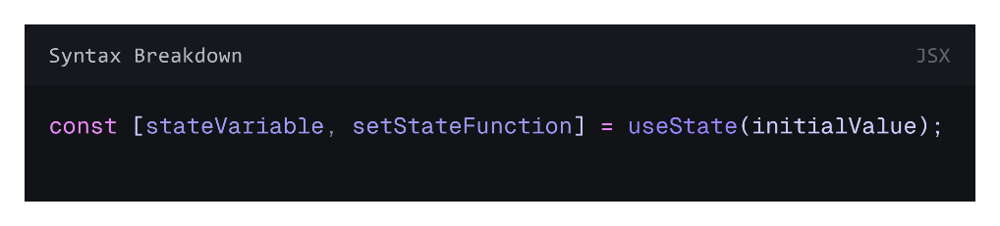 Syntax Breakdown JSX
const [stateVariable, setStateFunction] = useState(initialValue);